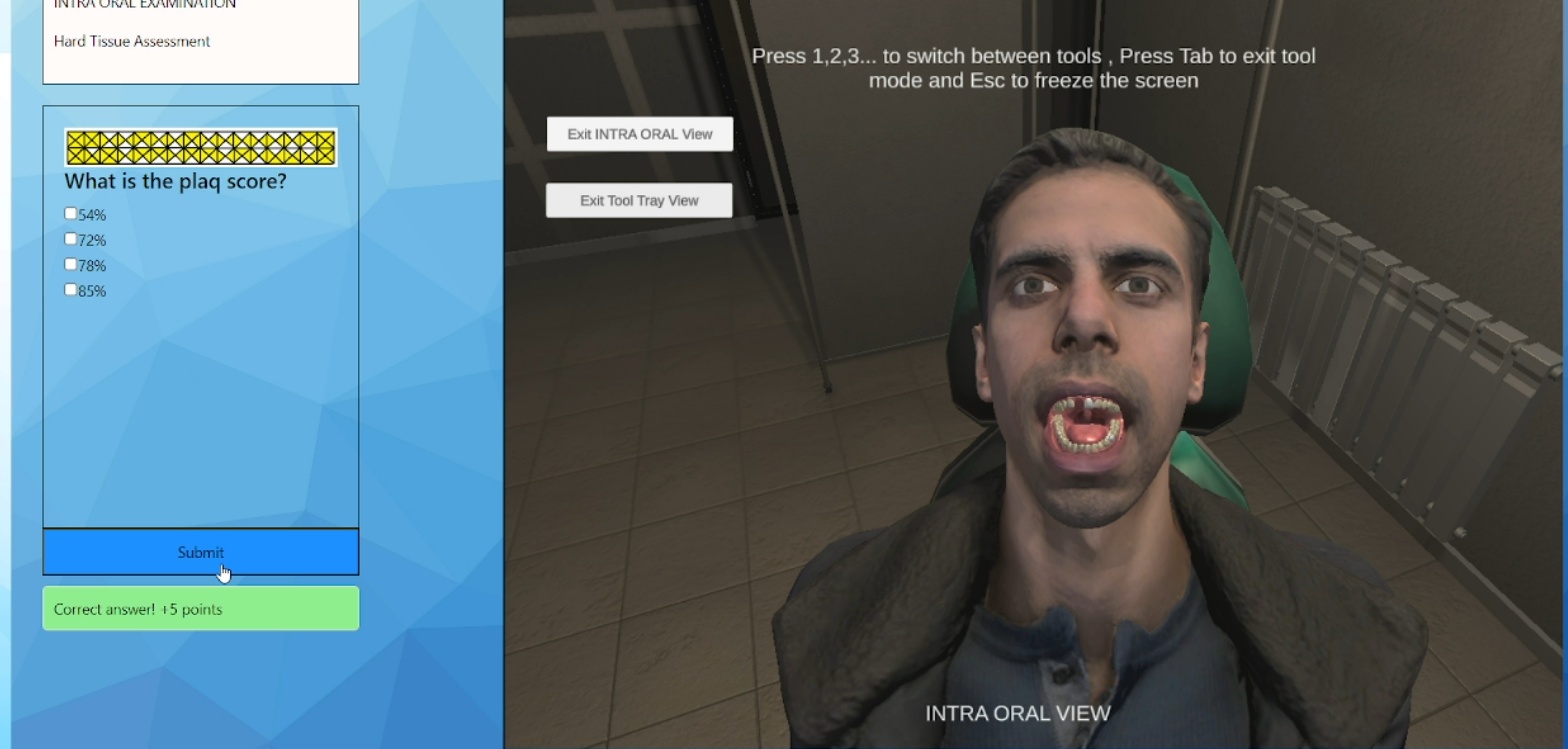 INTRA ORAL EXAMINATION
Hard Tissue Assessment
What is the plaq score?
54%
72%
78%
85%
Submit
Correct answer! +5 points
Press 1,2,3... to switch between tools , Press Tab to exit tool
mode and Esc to freeze the screen
Exit INTRA ORAL View
Exit Tool Tray View
INTRA ORAL VIEW